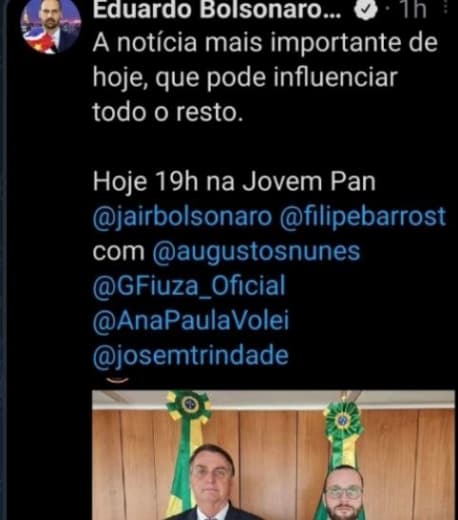 Eduardo Bolsonaro... · 1h
A notícia mais importante de
hoje, que pode influenciar
todo o resto.
Hoje 19h na Jovem Pan
@jairbolsonaro @filipebarrost
com @augustosnunes
@GFiuza_Oficial
@AnaPaulaVolei
@josemtrindade